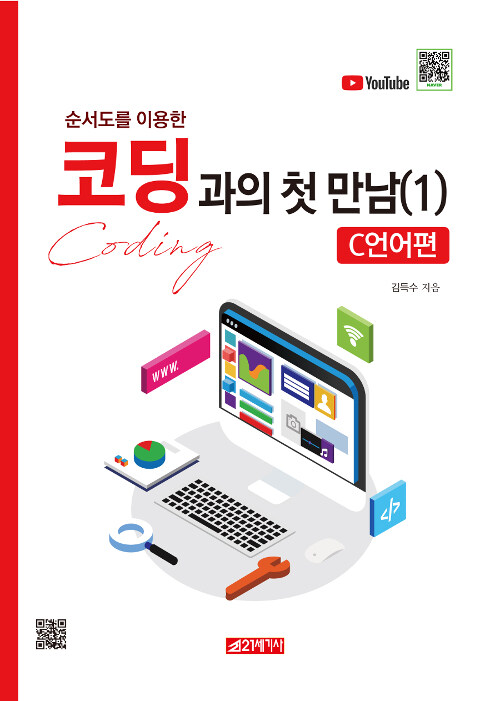 YouTube
NAVER
순서도를 이용한
코딩과의 첫 만남(1)
Coding
C언어편
김득수 지음
WWW.
</>
21세기사